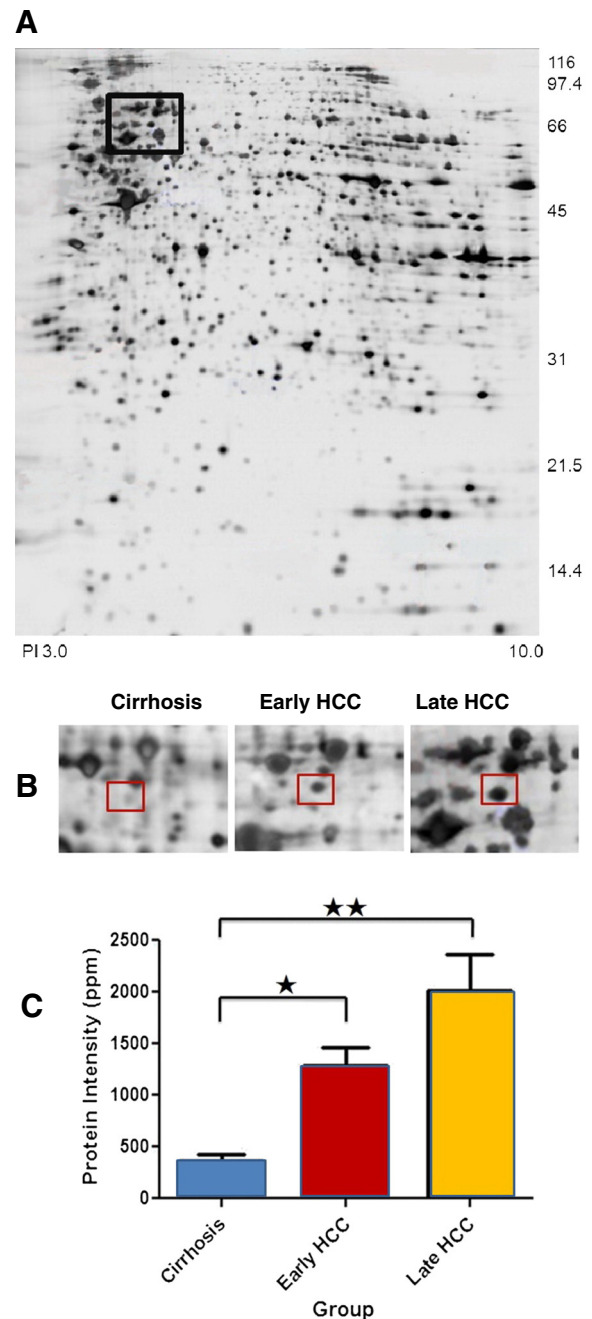 A
116
97.4
66
45
31
21.5
14.4
PI 3.0 10.0
Cirrhosis Early HCC Late HCC
B
C
★★
★
Protein Intensity (ppm)
2500
2000
1500
1000
500
0
Cirrhosis Early HCC Late HCC
Group